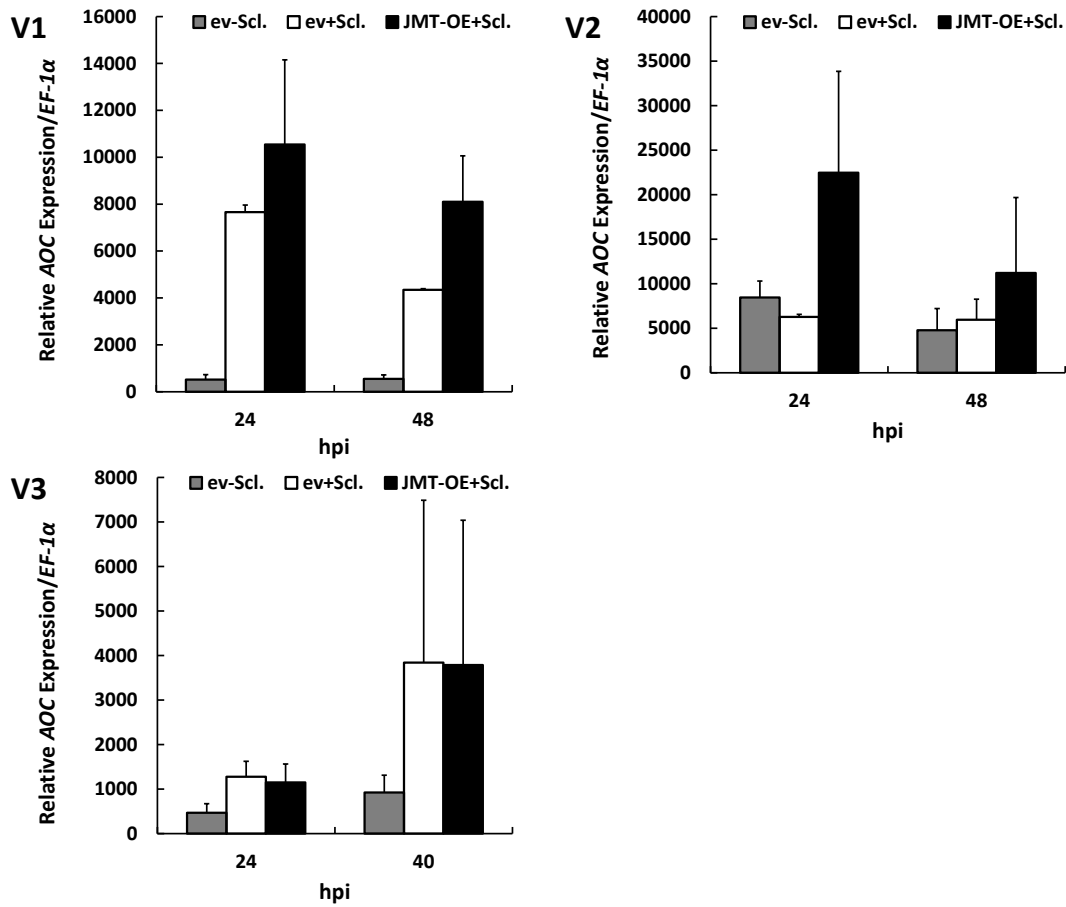 V1
ev-Scl. ev+Scl. JMT-OE+Scl.
Relative AOC Expression/EF-1α
16000
14000
12000
10000
8000
6000
4000
2000
0
24 48
hpi
V2
ev-Scl. ev+Scl. JMT-OE+Scl.
Relative AOC Expression/EF-1α
40000
35000
30000
25000
20000
15000
10000
5000
0
24 48
hpi
V3
ev-Scl. ev+Scl. JMT-OE+Scl.
Relative AOC Expression/EF-1α
8000
7000
6000
5000
4000
3000
2000
1000
0
24 40
hpi